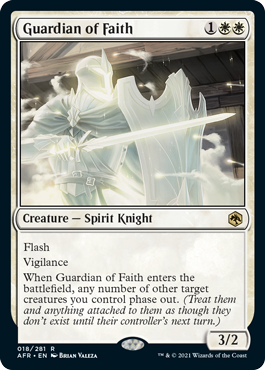 Guardian of Faith 1
Creature — Spirit Knight
Flash
Vigilance
When Guardian of Faith enters the
battlefield, any number of other target
creatures you control phase out. (Treat them
and anything attached to them as though they
don't exist until their controller's next turn.)
3/2
018/281 R
AFR • EN BRIAN VALEZA ™ & © 2021 Wizards of the Coast